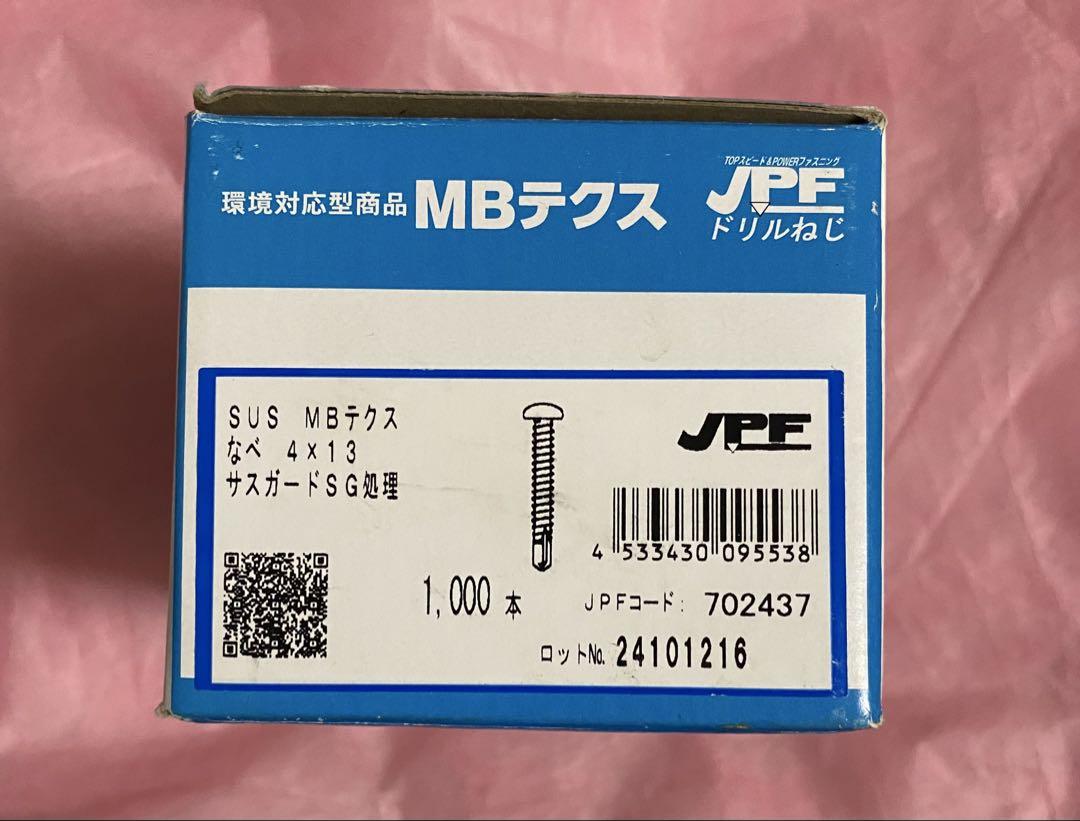 TOPスピード&POWERファスニング
環境対応型商品 MBテクス JPF
ドリルねじ
SUS MBテクス
なべ 4×13
サスガードSG処理
JPF
4 533430 095538
1,000 本
JPFコード: 702437
ロットNo. 24101216